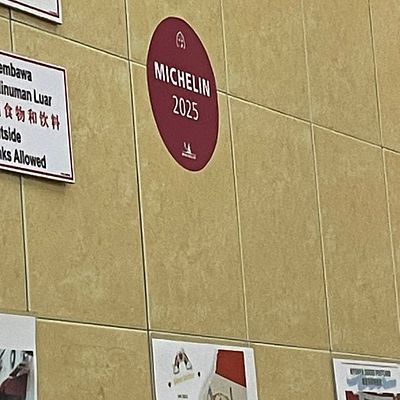 embawa
inuman Luar
食物和饮料
tside
ks Allowed
MICHELIN
2025